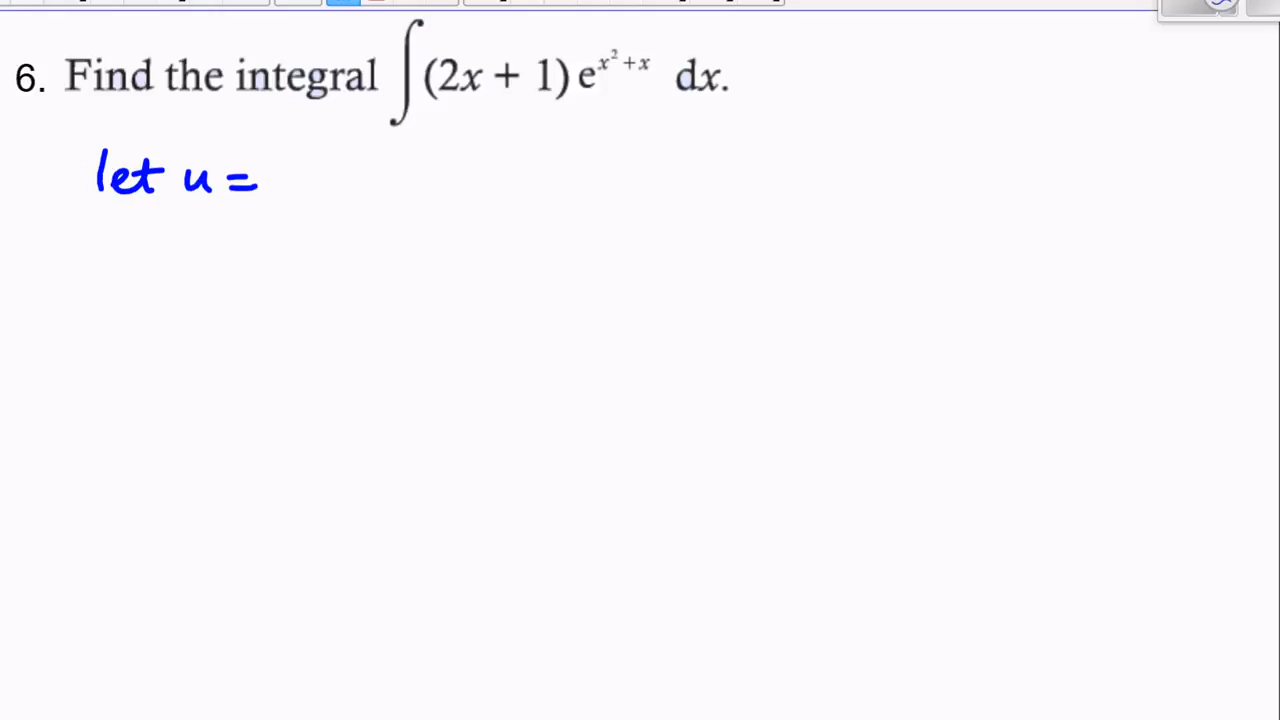 6. Find the integral ∫(2x + 1) e^{x² + x} dx.
let u =